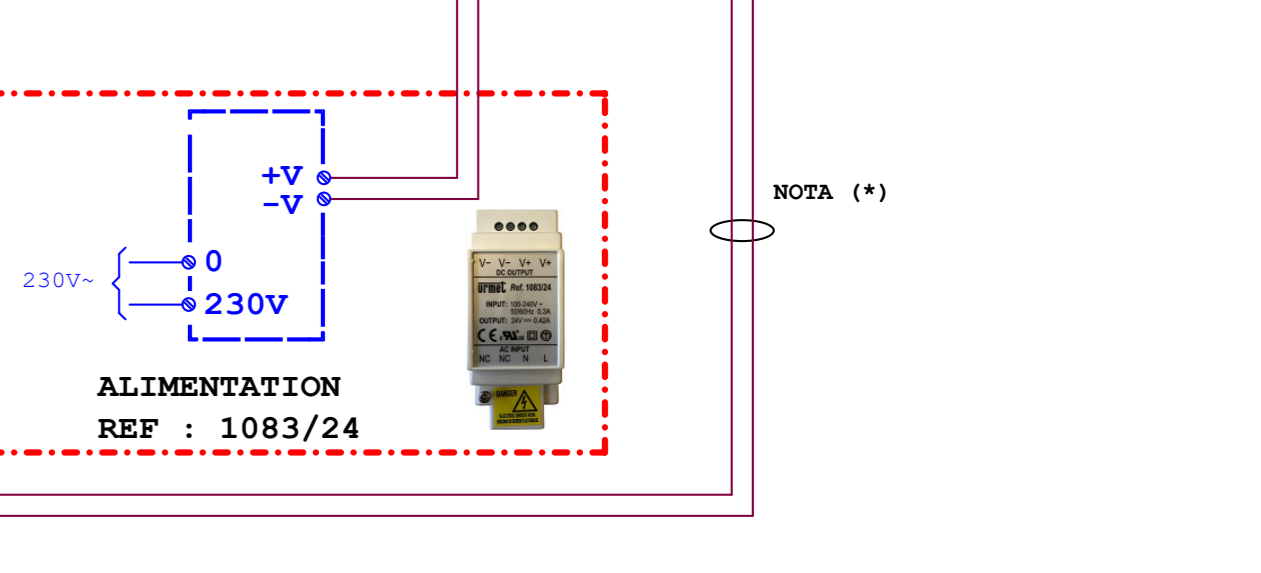 +V
-V
NOTA (*)
0
230V~
230V
V- V- V+ V+
DC OUTPUT
urmet Ref. 1083/24
INPUT: 100-240V ~
50/60Hz 0.3A
OUTPUT: 24V 0.42A
CE
AC INPUT
NC NC N L
ALIMENTATION
REF : 1083/24
DANGER